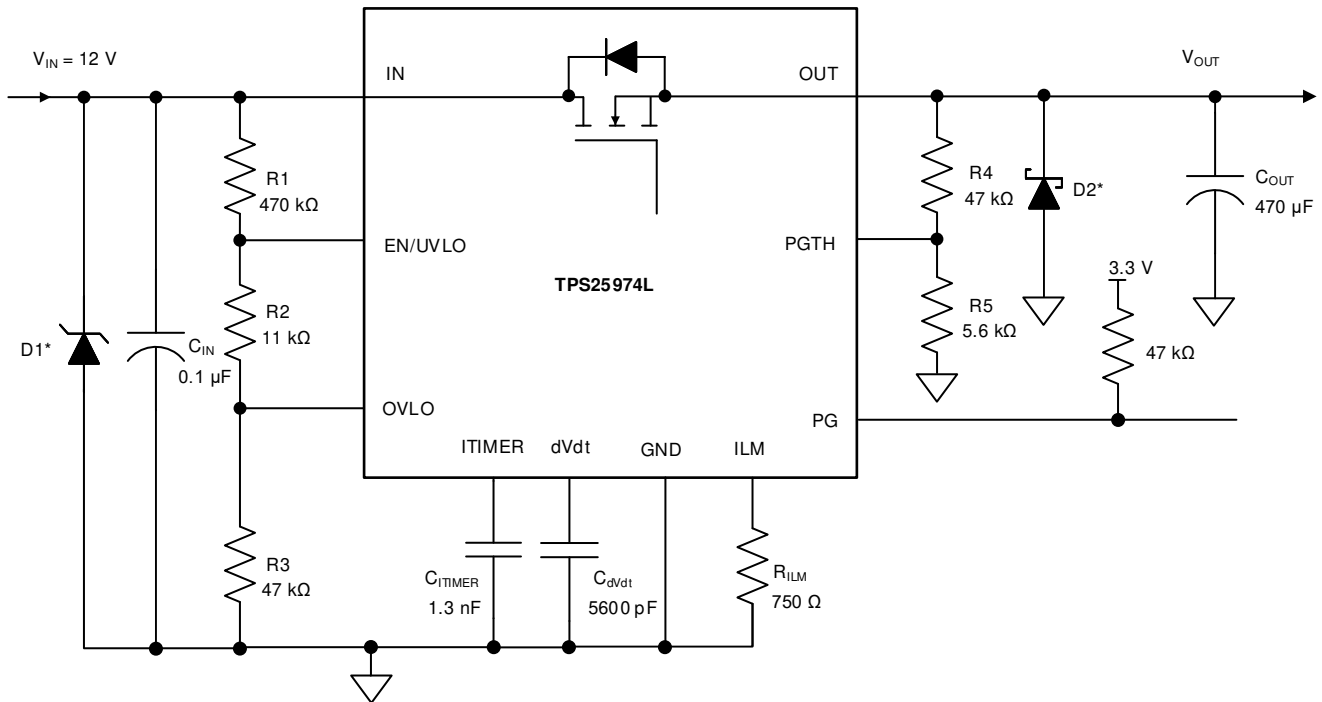 V_IN = 12 V
IN
OUT
V_OUT
R1
470 kΩ
R4
47 kΩ
D2*
C_OUT
470 µF
EN/UVLO
PGTH
3.3 V
TPS25974L
R2
11 kΩ
R5
5.6 kΩ
D1*
C_IN
0.1 µF
47 kΩ
OVLO
PG
ITIMER
dVdt
GND
ILM
R3
47 kΩ
C_ITIMER
1.3 nF
C_dVdt
5600 pF
R_ILM
750 Ω